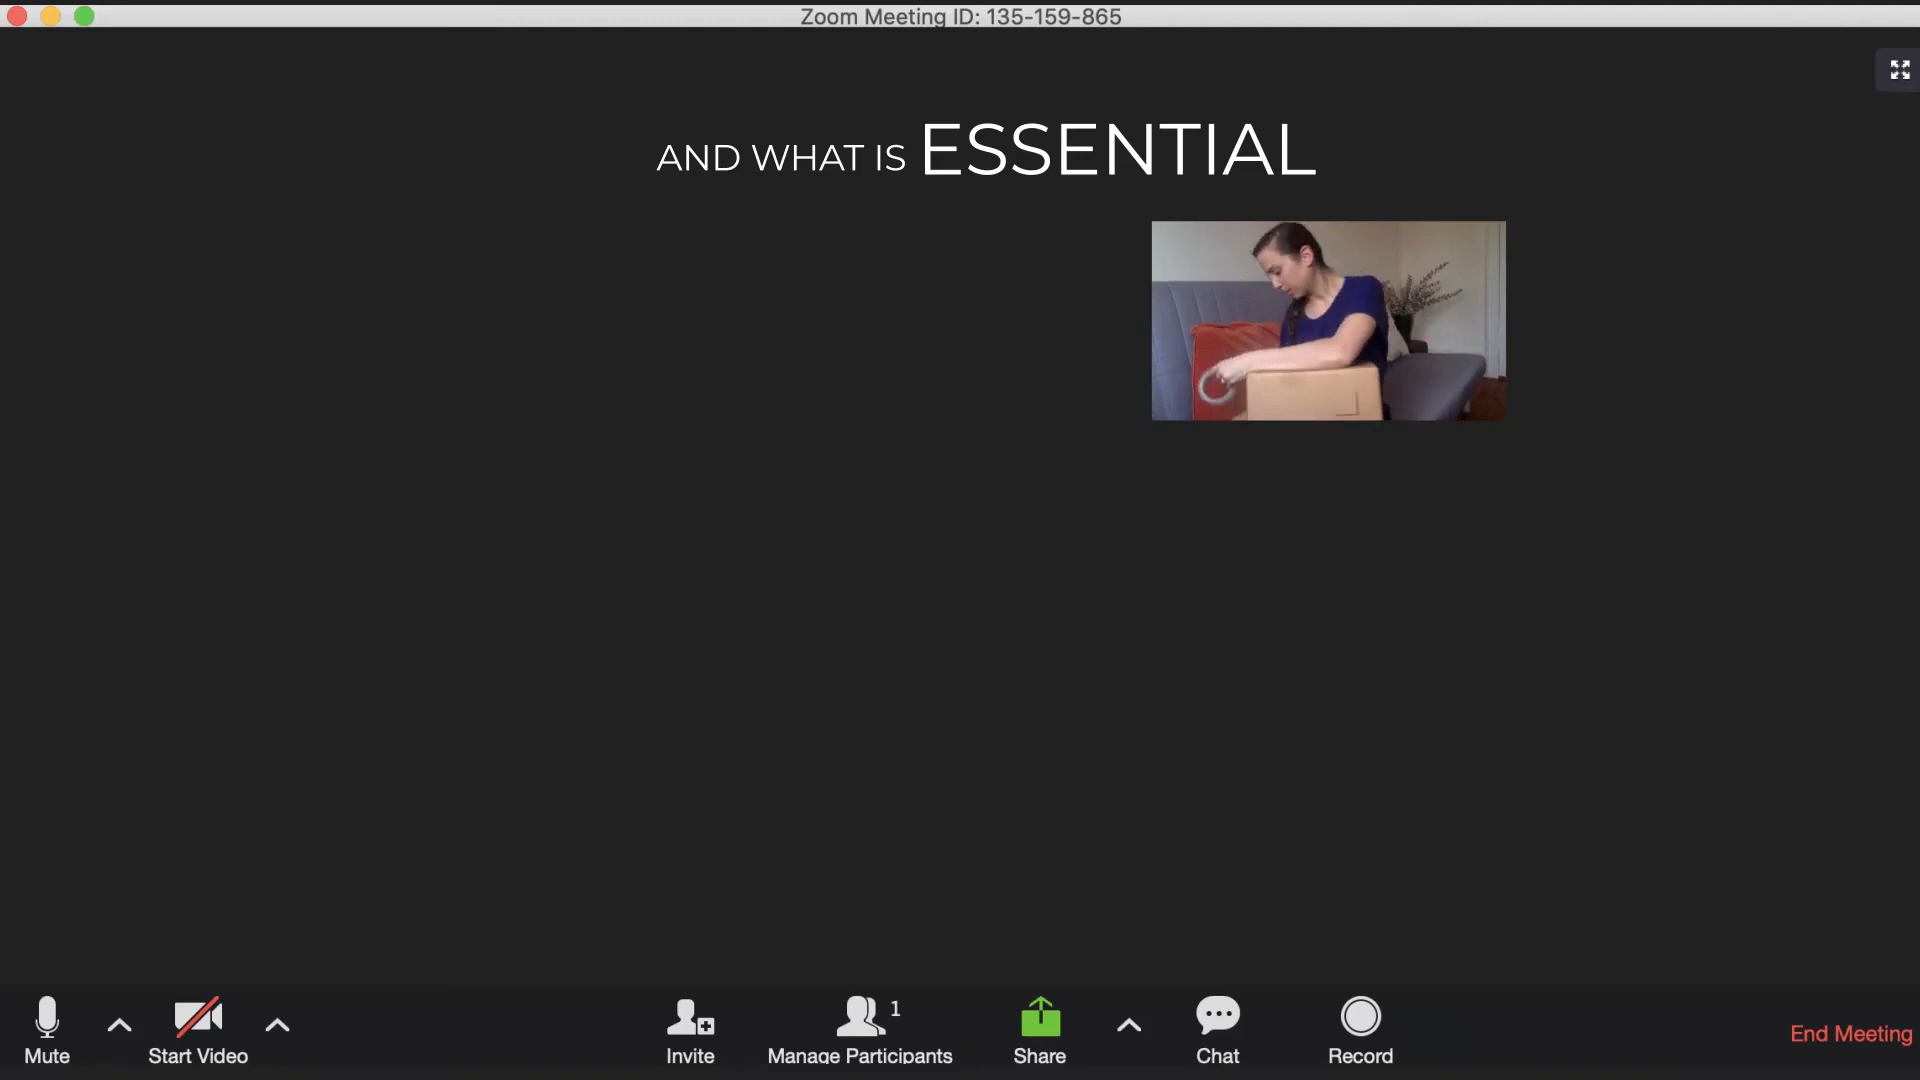 Zoom Meeting ID: 135-159-865
AND WHAT IS ESSENTIAL
1
Mute
Start Video
Invite
Manage Participants
Share
Chat
Record
End Meeting